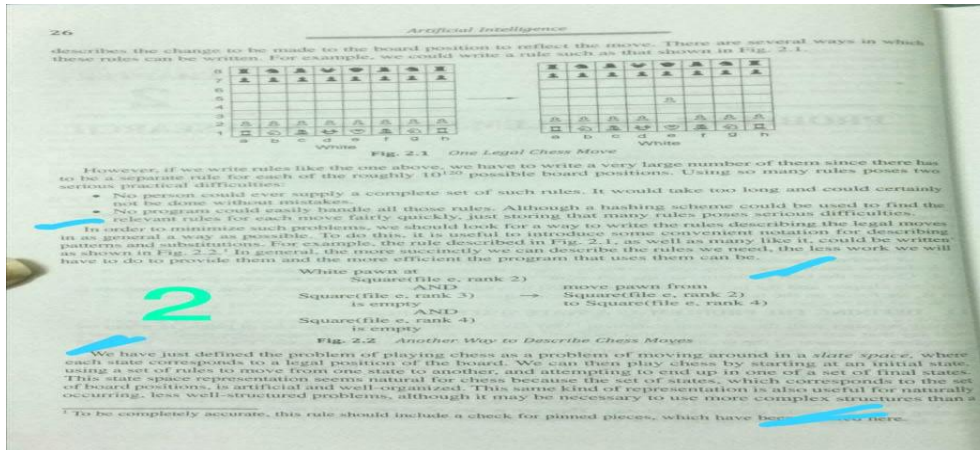 26
Artificial Intelligence
describes the change to be made to the board position to reflect the move. There are several ways in which
these rules can be written. For example, we could write a rule such as that shown in Fig. 2.1.
8
7
6
5
4
3
2
1
a b c d e f g h
a b c d e f g h
White
White
Fig. 2.1 One Legal Chess Move
However, if we write rules like the one above, we have to write a very large number of them since there has
to be a separate rule for each of the roughly 10¹²⁰ possible board positions. Using so many rules poses two
serious practical difficulties:
• No person could ever supply a complete set of such rules. It would take too long and could certainly
not be done without mistakes.
• No program could easily handle all those rules. Although a hashing scheme could be used to find the
relevant rules for each move fairly quickly, just storing that many rules poses serious difficulties.
In order to minimize such problems, we should look for a way to write the rules describing the legal moves
in as general a way as possible. To do this, it is useful to introduce some convenient notation for describing
patterns and substitutions. For example, the rule described in Fig. 2.1, as well as many like it, could be written
as shown in Fig. 2.2.¹ In general, the more succinctly we can describe the rules we need, the less work we will
have to do to provide them and the more efficient the program that uses them can be.
White pawn at
Square(file e, rank 2)
AND move pawn from
Square(file e, rank 3) → Square(file e, rank 2)
is empty to Square(file e, rank 4)
AND
Square(file e, rank 4)
is empty
2
Fig. 2.2 Another Way to Describe Chess Moves
We have just defined the problem of playing chess as a problem of moving around in a state space, where
each state corresponds to a legal position of the board. We can then play chess by starting at an initial state,
using a set of rules to move from one state to another, and attempting to end up in one of a set of final states.
This state space representation seems natural for chess because the set of states, which corresponds to the set
of board positions, is artificial and well-organized. This same kind of representation is also useful for naturally
occurring, less well-structured problems, although it may be necessary to use more complex structures than a
¹ To be completely accurate, this rule should include a check for pinned pieces, which have here.